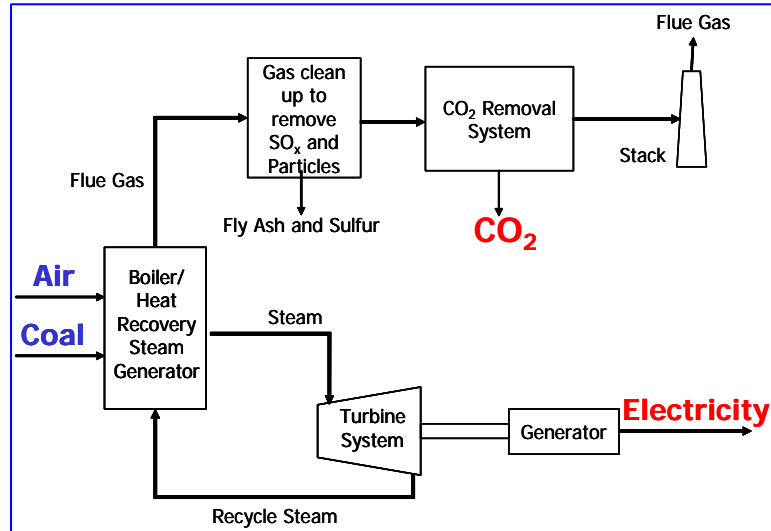 Flue Gas
Gas clean
up to
remove
SOₓ and
Particles
CO₂ Removal
System
Stack
Flue Gas
Fly Ash and Sulfur
CO₂
Air
Coal
Boiler/
Heat
Recovery
Steam
Generator
Steam
Turbine
System
Generator
Electricity
Recycle Steam